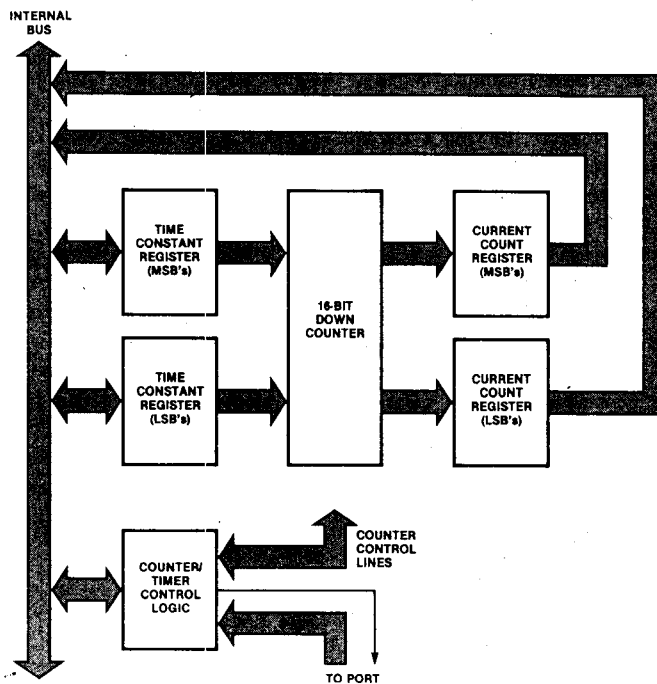 INTERNAL
BUS
TIME
CONSTANT
REGISTER
(MSB's)
16-BIT
DOWN
COUNTER
CURRENT
COUNT
REGISTER
(MSB's)
TIME
CONSTANT
REGISTER
(LSB's)
CURRENT
COUNT
REGISTER
(LSB's)
COUNTER/
TIMER
CONTROL
LOGIC
COUNTER
CONTROL
LINES
TO PORT